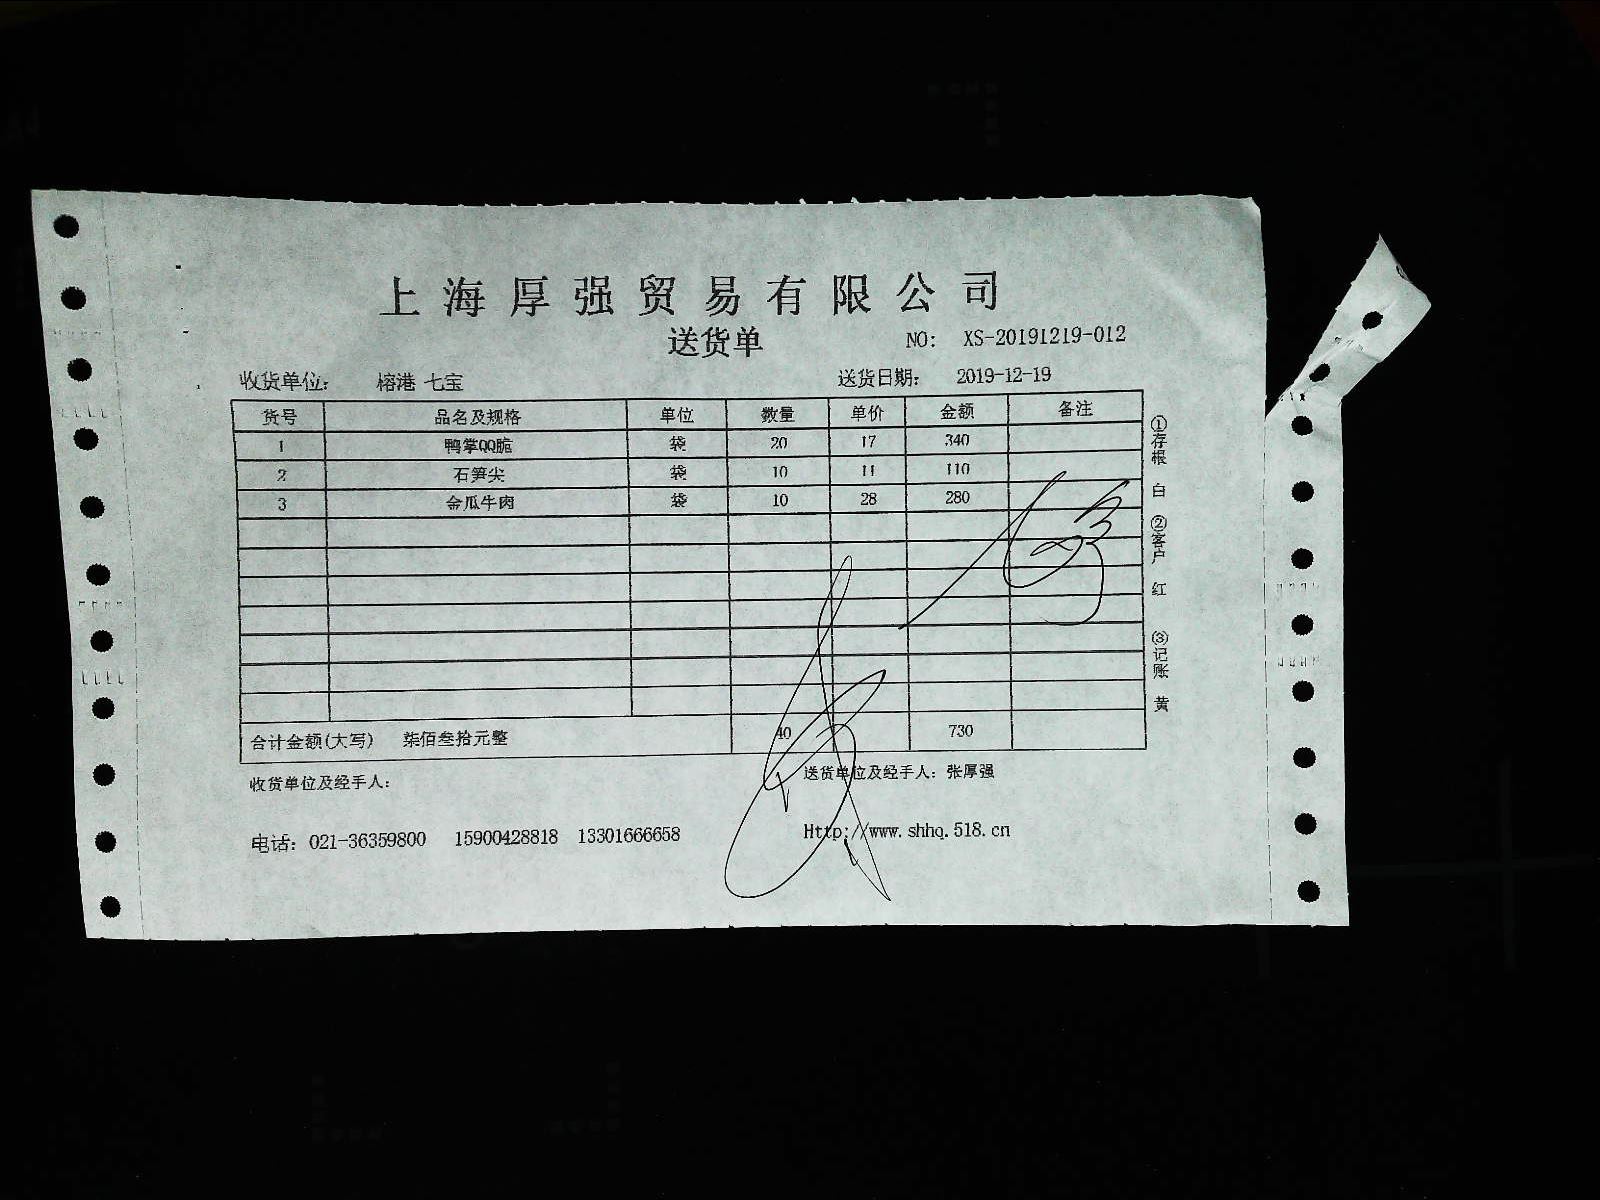 上海厚强贸易有限公司
送货单
NO: XS-20191219-012
收货单位: 榕港 七宝 送货日期: 2019-12-19
货号 品名及规格 单位 数量 单价 金额 备注
1 鸭掌QQ脆 袋 20 17 340
2 石笋尖 袋 10 11 110
3 金瓜牛肉 袋 10 28 280
合计金额(大写) 柒佰叁拾元整 40 730
收货单位及经手人: 送货单位及经手人: 张厚强
电话: 021-36359800 15900428818 13301666658 Http://www.shhq.518.cn
①存根 白 ②客户 红 ③记账 黄